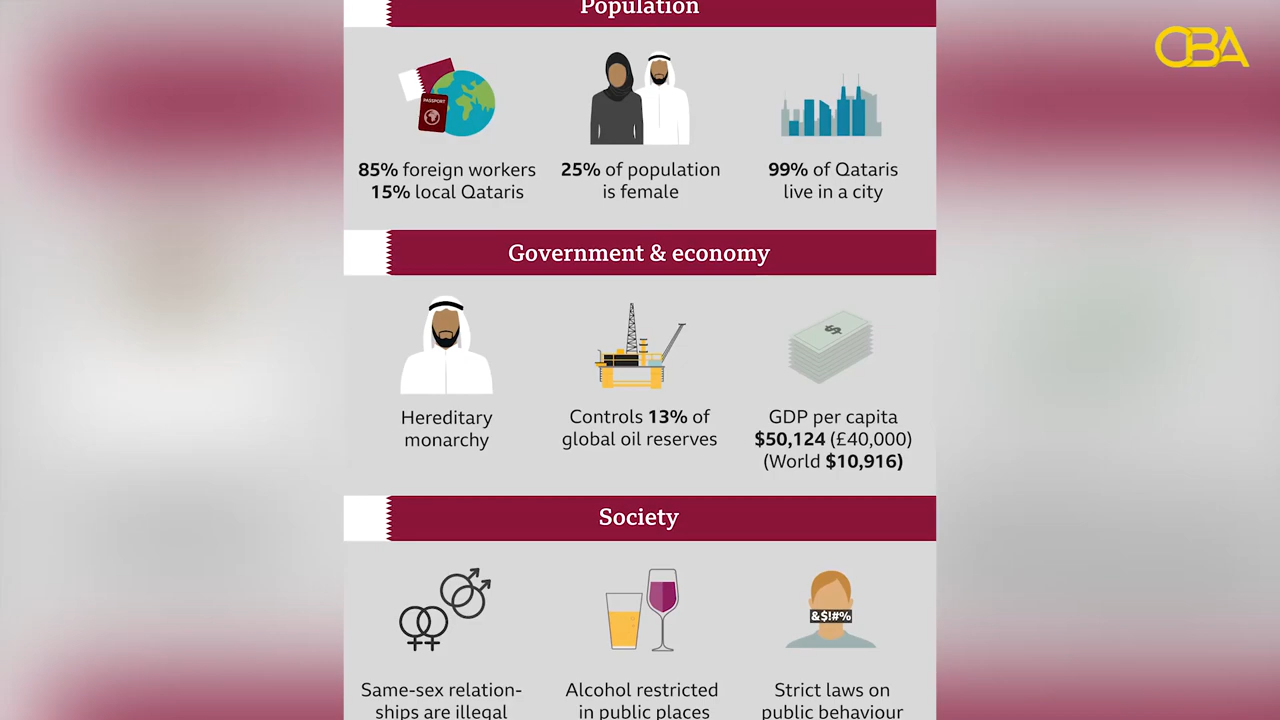 Population
OBA
PASSPORT
85% foreign workers
15% local Qataris
25% of population
is female
99% of Qataris
live in a city
Government & economy
$
Hereditary
monarchy
Controls 13% of
global oil reserves
GDP per capita
$50,124 (£40,000)
(World $10,916)
Society
&$!#%
Same-sex relation-
ships are illegal
Alcohol restricted
in public places
Strict laws on
public behaviour